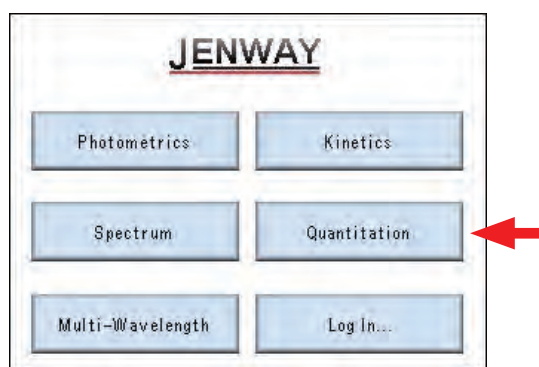 JENWAY
Photometrics
Kinetics
Spectrum
Quantitation
Multi-Wavelength
Log In...